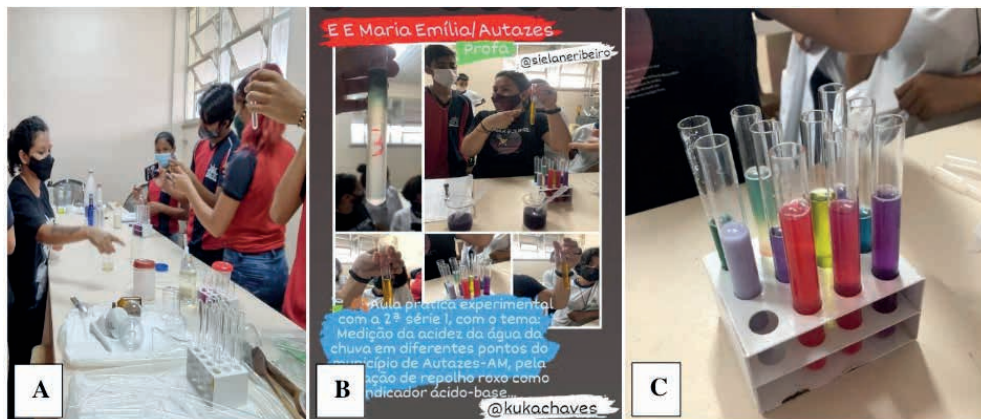 E E Maria Emília/Autazes
Profa
@sielaneribeiro
Aula prática experimental
com a 2ª série 1, com o tema:
Medição da acidez da água da
chuva em diferentes pontos do
município de Autazes-AM, pela
de repolho roxo como
indicador ácido-base...
@kukachaves
A
B
C